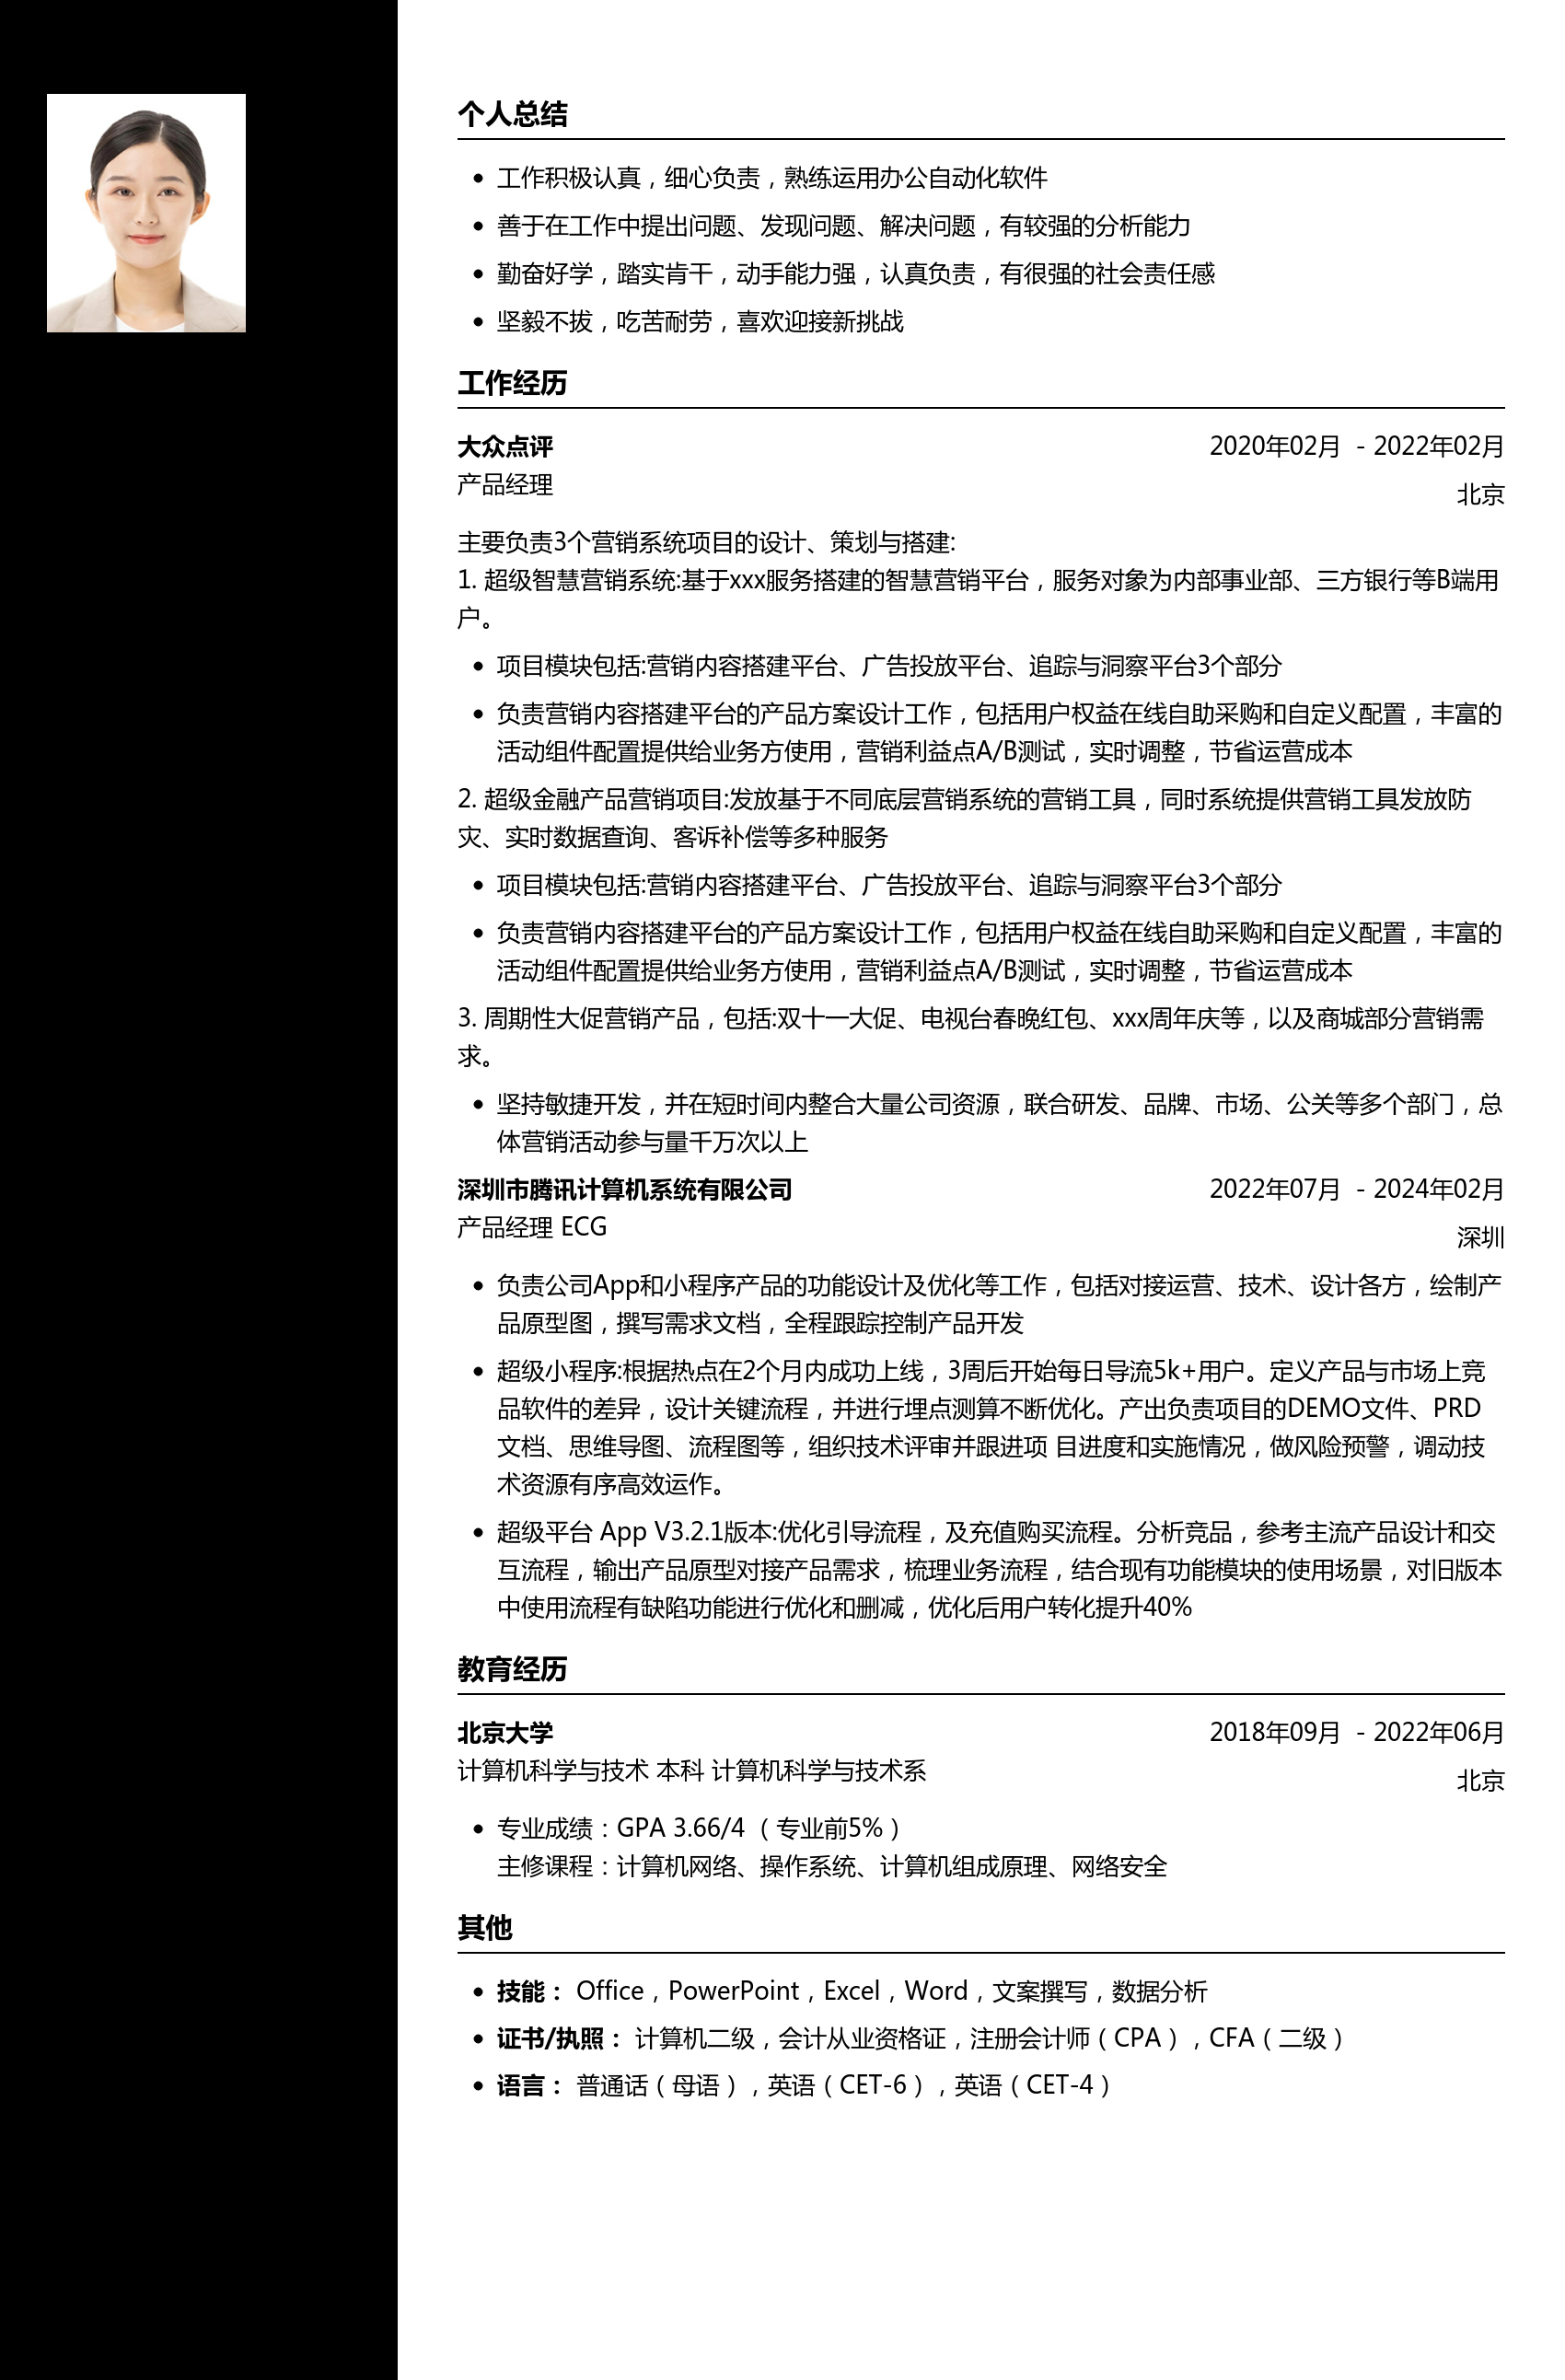 个人总结
工作积极认真，细心负责，熟练运用办公自动化软件
善于在工作中提出问题、发现问题、解决问题，有较强的分析能力
勤奋好学，踏实肯干，动手能力强，认真负责，有很强的社会责任感
坚毅不拔，吃苦耐劳，喜欢迎接新挑战
工作经历
大众点评 2020年02月 - 2022年02月
产品经理 北京
主要负责3个营销系统项目的设计、策划与搭建:
1. 超级智慧营销系统:基于xxx服务搭建的智慧营销平台，服务对象为内部事业部、三方银行等B端用
户。
项目模块包括:营销内容搭建平台、广告投放平台、追踪与洞察平台3个部分
负责营销内容搭建平台的产品方案设计工作，包括用户权益在线自助采购和自定义配置，丰富的
活动组件配置提供给业务方使用，营销利益点A/B测试，实时调整，节省运营成本
2. 超级金融产品营销项目:发放基于不同底层营销系统的营销工具，同时系统提供营销工具发放防
灾、实时数据查询、客诉补偿等多种服务
项目模块包括:营销内容搭建平台、广告投放平台、追踪与洞察平台3个部分
负责营销内容搭建平台的产品方案设计工作，包括用户权益在线自助采购和自定义配置，丰富的
活动组件配置提供给业务方使用，营销利益点A/B测试，实时调整，节省运营成本
3. 周期性大促营销产品，包括:双十一大促、电视台春晚红包、xxx周年庆等，以及商城部分营销需
求。
坚持敏捷开发，并在短时间内整合大量公司资源，联合研发、品牌、市场、公关等多个部门，总
体营销活动参与量千万次以上
深圳市腾讯计算机系统有限公司 2022年07月 - 2024年02月
产品经理 ECG 深圳
负责公司App和小程序产品的功能设计及优化等工作，包括对接运营、技术、设计各方，绘制产
品原型图，撰写需求文档，全程跟踪控制产品开发
超级小程序:根据热点在2个月内成功上线，3周后开始每日导流5k+用户。定义产品与市场上竞
品软件的差异，设计关键流程，并进行埋点测算不断优化。产出负责项目的DEMO文件、PRD
文档、思维导图、流程图等，组织技术评审并跟进项 目进度和实施情况，做风险预警，调动技
术资源有序高效运作。
超级平台 App V3.2.1版本:优化引导流程，及充值购买流程。分析竞品，参考主流产品设计和交
互流程，输出产品原型对接产品需求，梳理业务流程，结合现有功能模块的使用场景，对旧版本
中使用流程有缺陷功能进行优化和删减，优化后用户转化提升40%
教育经历
北京大学 2018年09月 - 2022年06月
计算机科学与技术 本科 计算机科学与技术系 北京
专业成绩：GPA 3.66/4 （专业前5%）
主修课程：计算机网络、操作系统、计算机组成原理、网络安全
其他
技能： Office，PowerPoint，Excel，Word，文案撰写，数据分析
证书/执照： 计算机二级，会计从业资格证，注册会计师（CPA），CFA（二级）
语言： 普通话（母语），英语（CET-6），英语（CET-4）